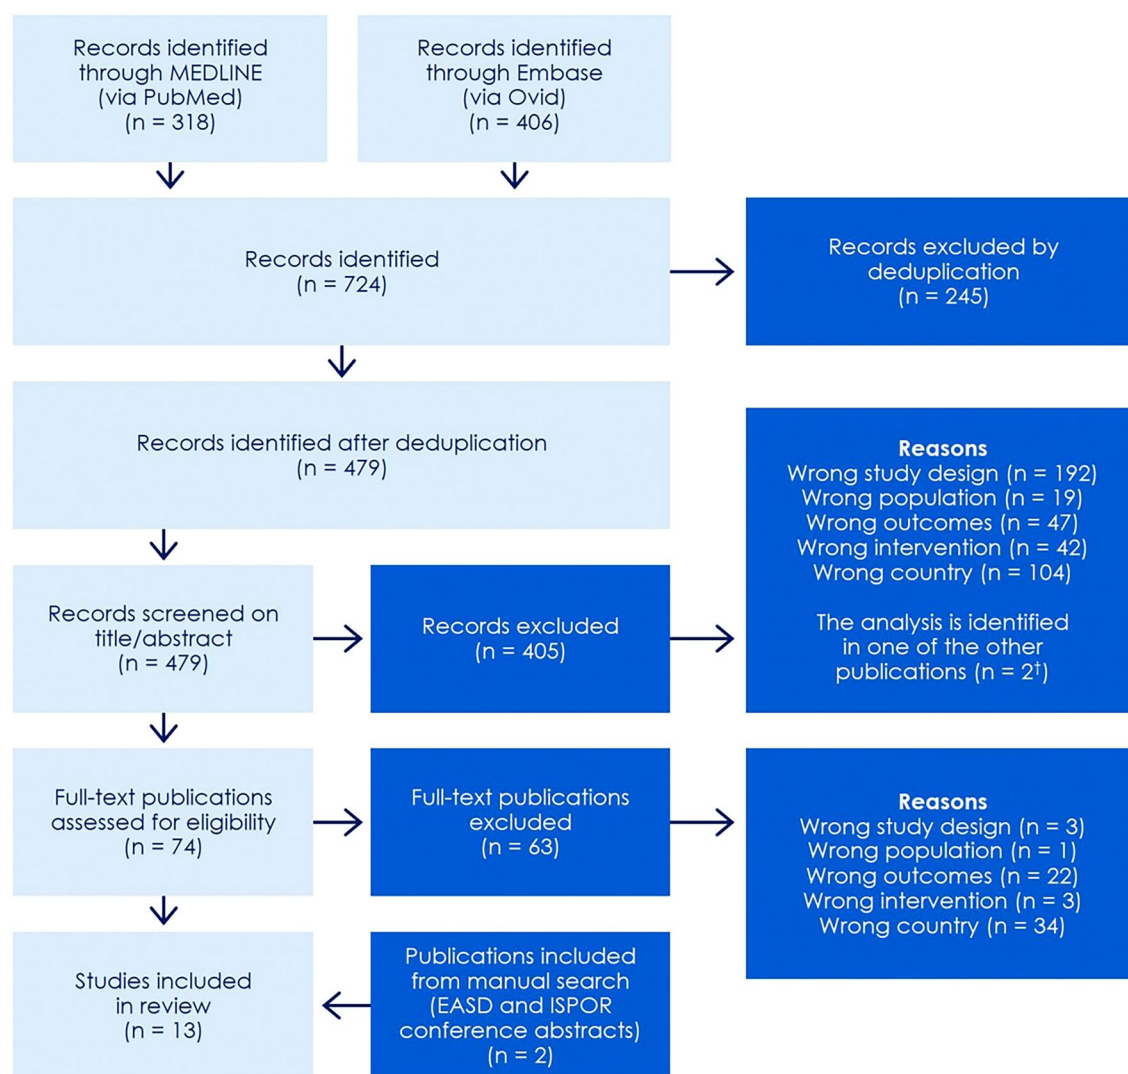 Records identified
through MEDLINE
(via PubMed)
(n = 318)
Records identified
through Embase
(via Ovid)
(n = 406)
Records identified
(n = 724)
Records excluded by
deduplication
(n = 245)
Records identified after deduplication
(n = 479)
Records screened on
title/abstract
(n = 479)
Records excluded
(n = 405)
Reasons
Wrong study design (n = 192)
Wrong population (n = 19)
Wrong outcomes (n = 47)
Wrong intervention (n = 42)
Wrong country (n = 104)
The analysis is identified
in one of the other
publications (n = 2†)
Full-text publications
assessed for eligibility
(n = 74)
Full-text publications
excluded
(n = 63)
Reasons
Wrong study design (n = 3)
Wrong population (n = 1)
Wrong outcomes (n = 22)
Wrong intervention (n = 3)
Wrong country (n = 34)
Studies included
in review
(n = 13)
Publications included
from manual search
(EASD and ISPOR
conference abstracts)
(n = 2)